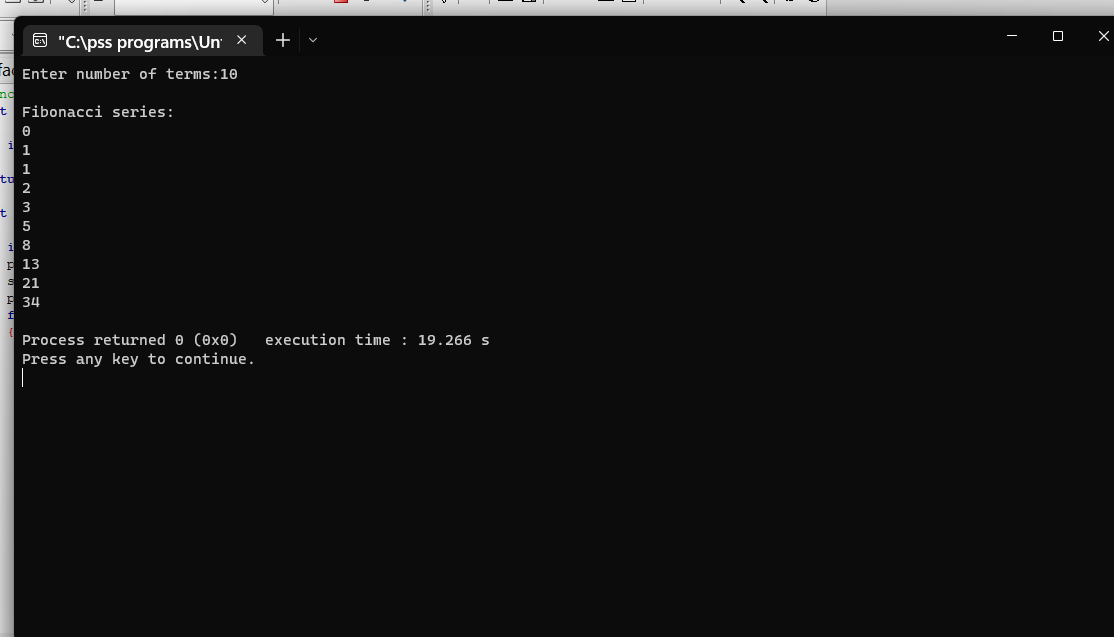 "C:\pss programs\Un
Enter number of terms:10
Fibonacci series:
0
1
1
2
3
5
8
13
21
34
Process returned 0 (0x0)   execution time : 19.266 s
Press any key to continue.